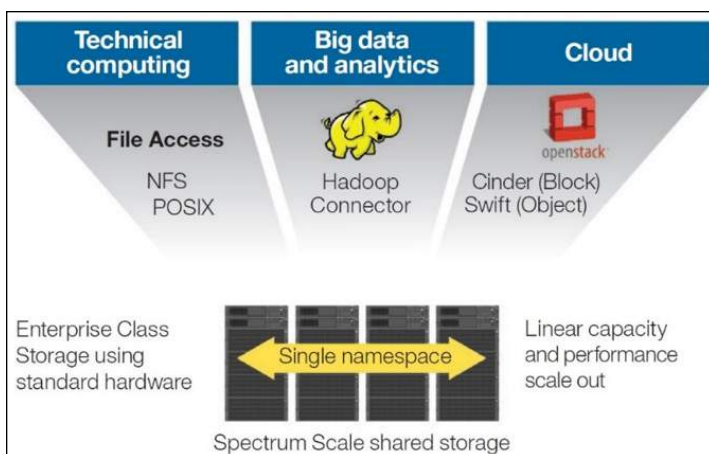 Technical
computing
Big data
and analytics
Cloud
File Access
NFS
POSIX
Hadoop
Connector
openstack
Cinder (Block)
Swift (Object)
Enterprise Class
Storage using
standard hardware
Single namespace
Linear capacity
and performance
scale out
Spectrum Scale shared storage